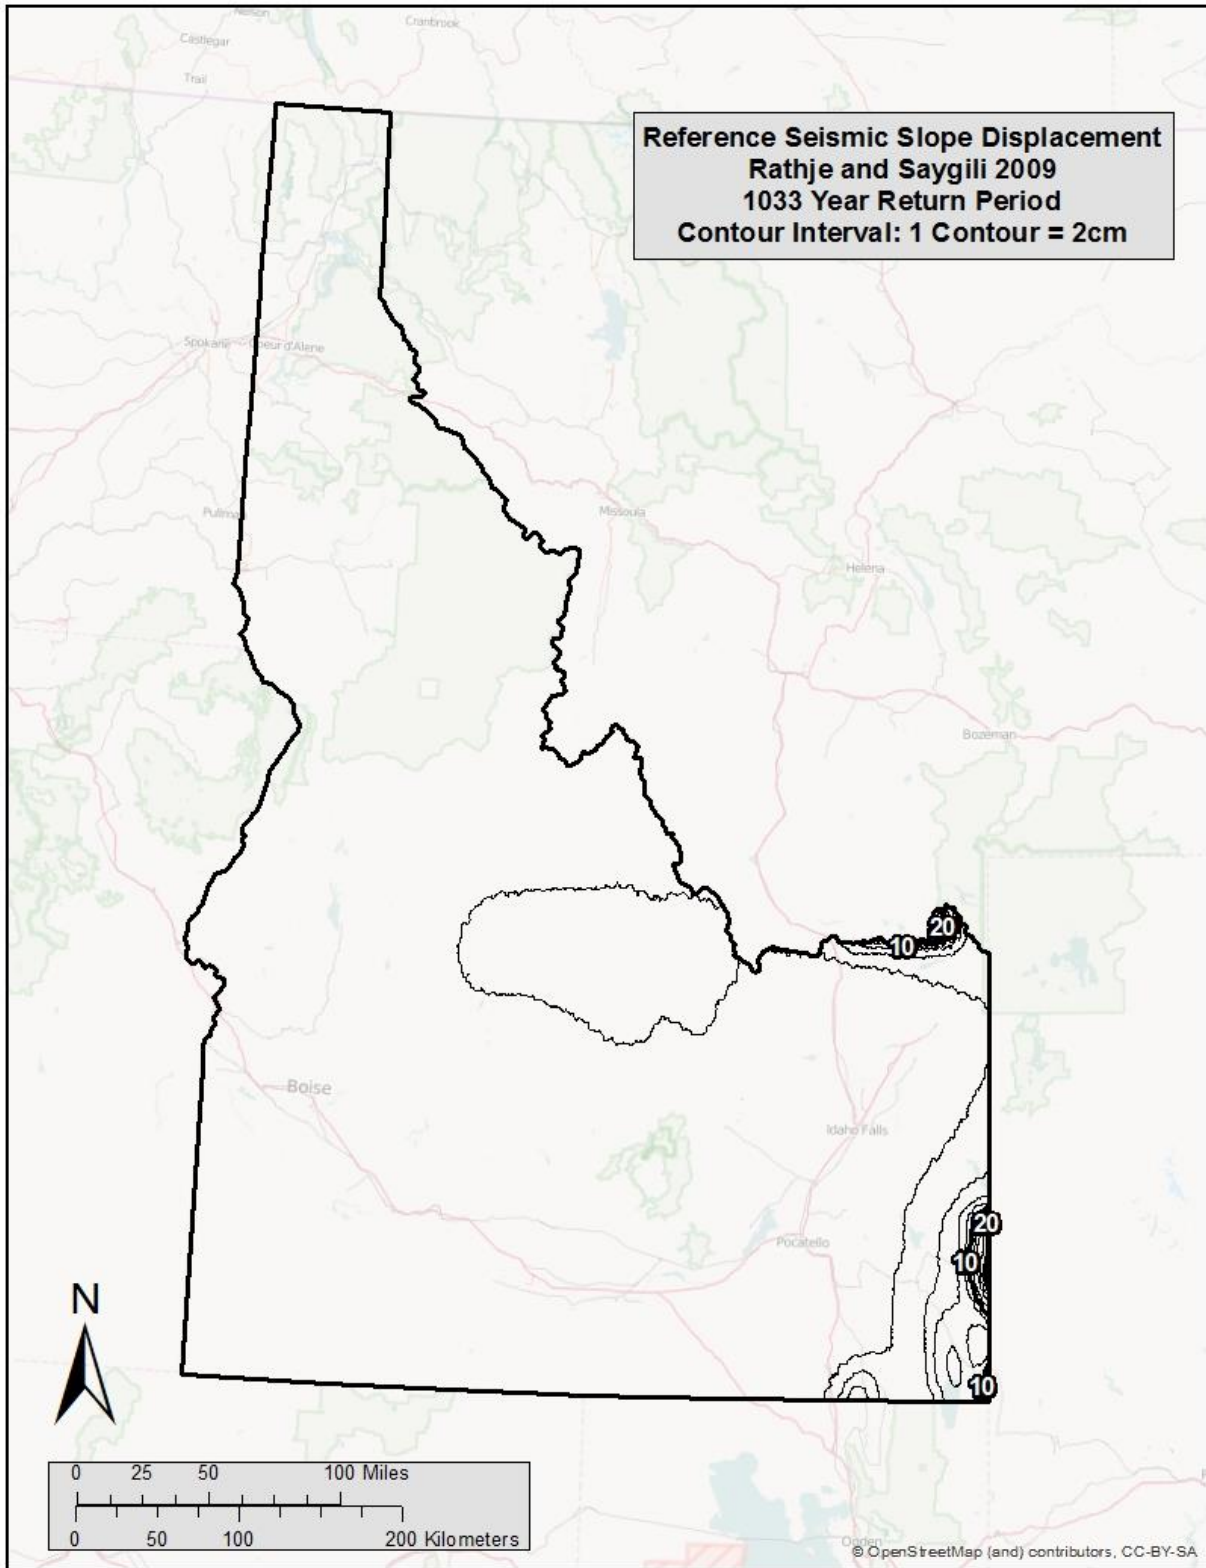 Nelson
Cranbrook
Castlegar
Trail
Reference Seismic Slope Displacement
Rathje and Saygili 2009
1033 Year Return Period
Contour Interval: 1 Contour = 2cm
Spokane
Coeur d'Alene
Pullman
Missoula
Helena
Bozeman
20
10
Boise
Idaho Falls
20
Pocatello
10
N
10
0 25 50 100 Miles
0 50 100 200 Kilometers
Ogden
© OpenStreetMap (and) contributors, CC-BY-SA